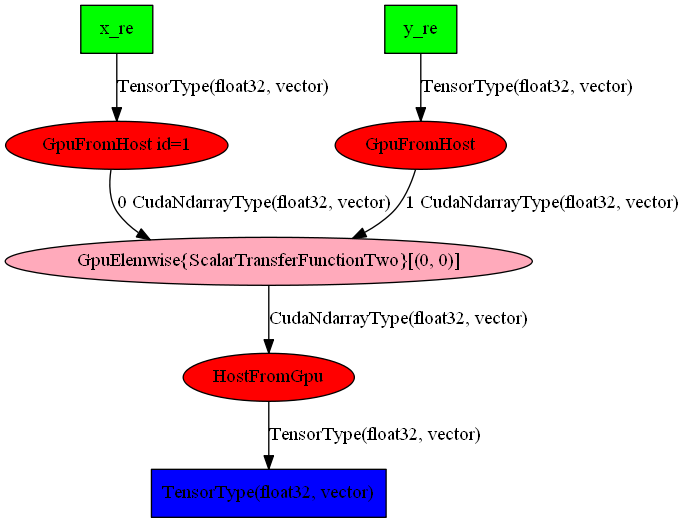 x_re
y_re
TensorType(float32, vector)
TensorType(float32, vector)
GpuFromHost id=1
GpuFromHost
0 CudaNdarrayType(float32, vector)
1 CudaNdarrayType(float32, vector)
GpuElemwise{ScalarTransferFunctionTwo}[(0, 0)]
CudaNdarrayType(float32, vector)
HostFromGpu
TensorType(float32, vector)
TensorType(float32, vector)